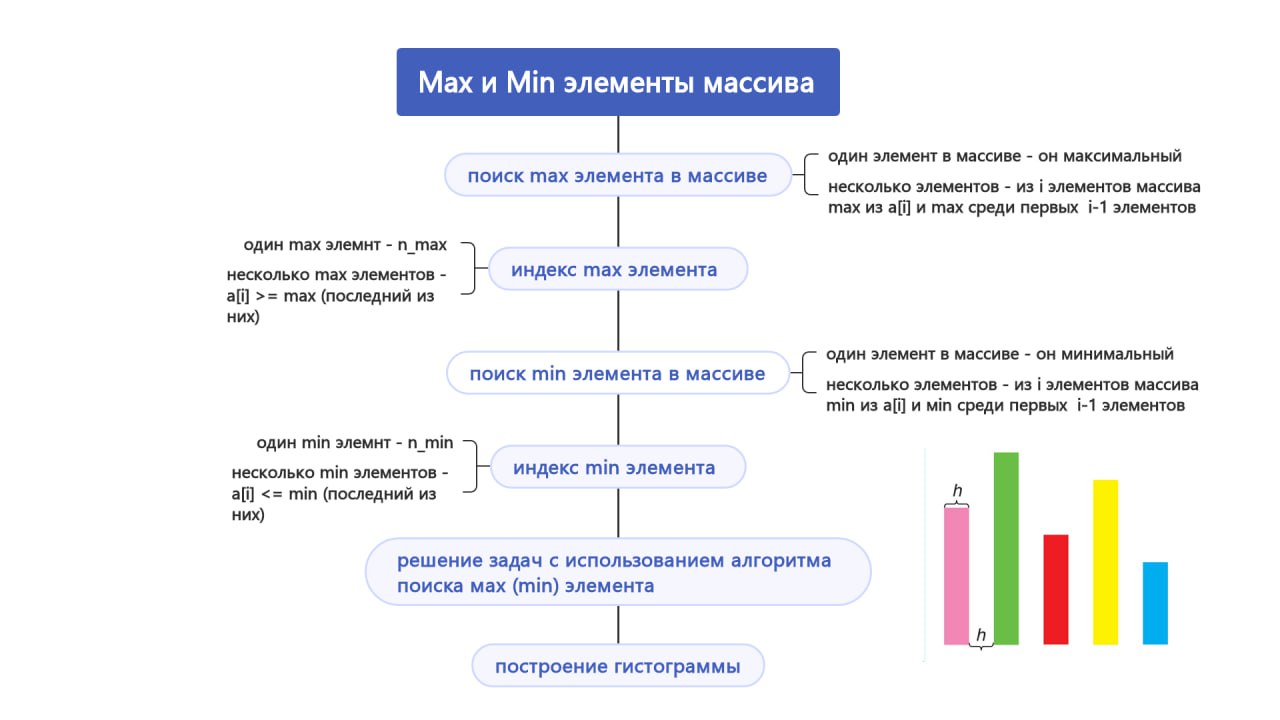 Max и Min элементы массива
поиск max элемента в массиве
один элемент в массиве - он максимальный
несколько элементов - из i элементов массива
max из a[i] и max среди первых i-1 элементов
индекс max элемента
один max элемнт - n_max
несколько max элементов -
a[i] >= max (последний из
них)
поиск min элемента в массиве
один элемент в массиве - он минимальный
несколько элементов - из i элементов массива
min из a[i] и min среди первых i-1 элементов
индекс min элемента
один min элемнт - n_min
несколько min элементов -
a[i] <= min (последний из
них)
решение задач с использованием алгоритма
поиска мах (min) элемента
построение гистограммы
h
h